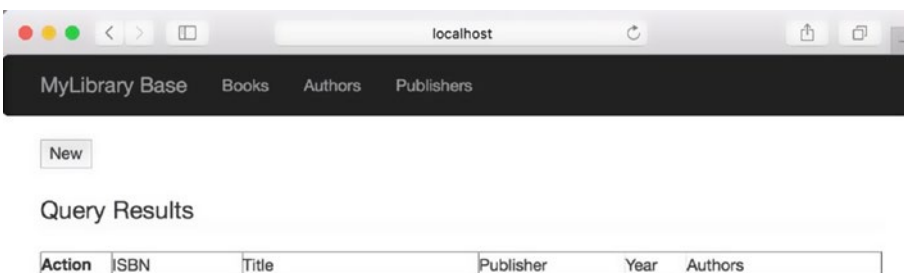 localhost
MyLibrary Base Books Authors Publishers
New
Query Results
Action ISBN Title Publisher Year Authors